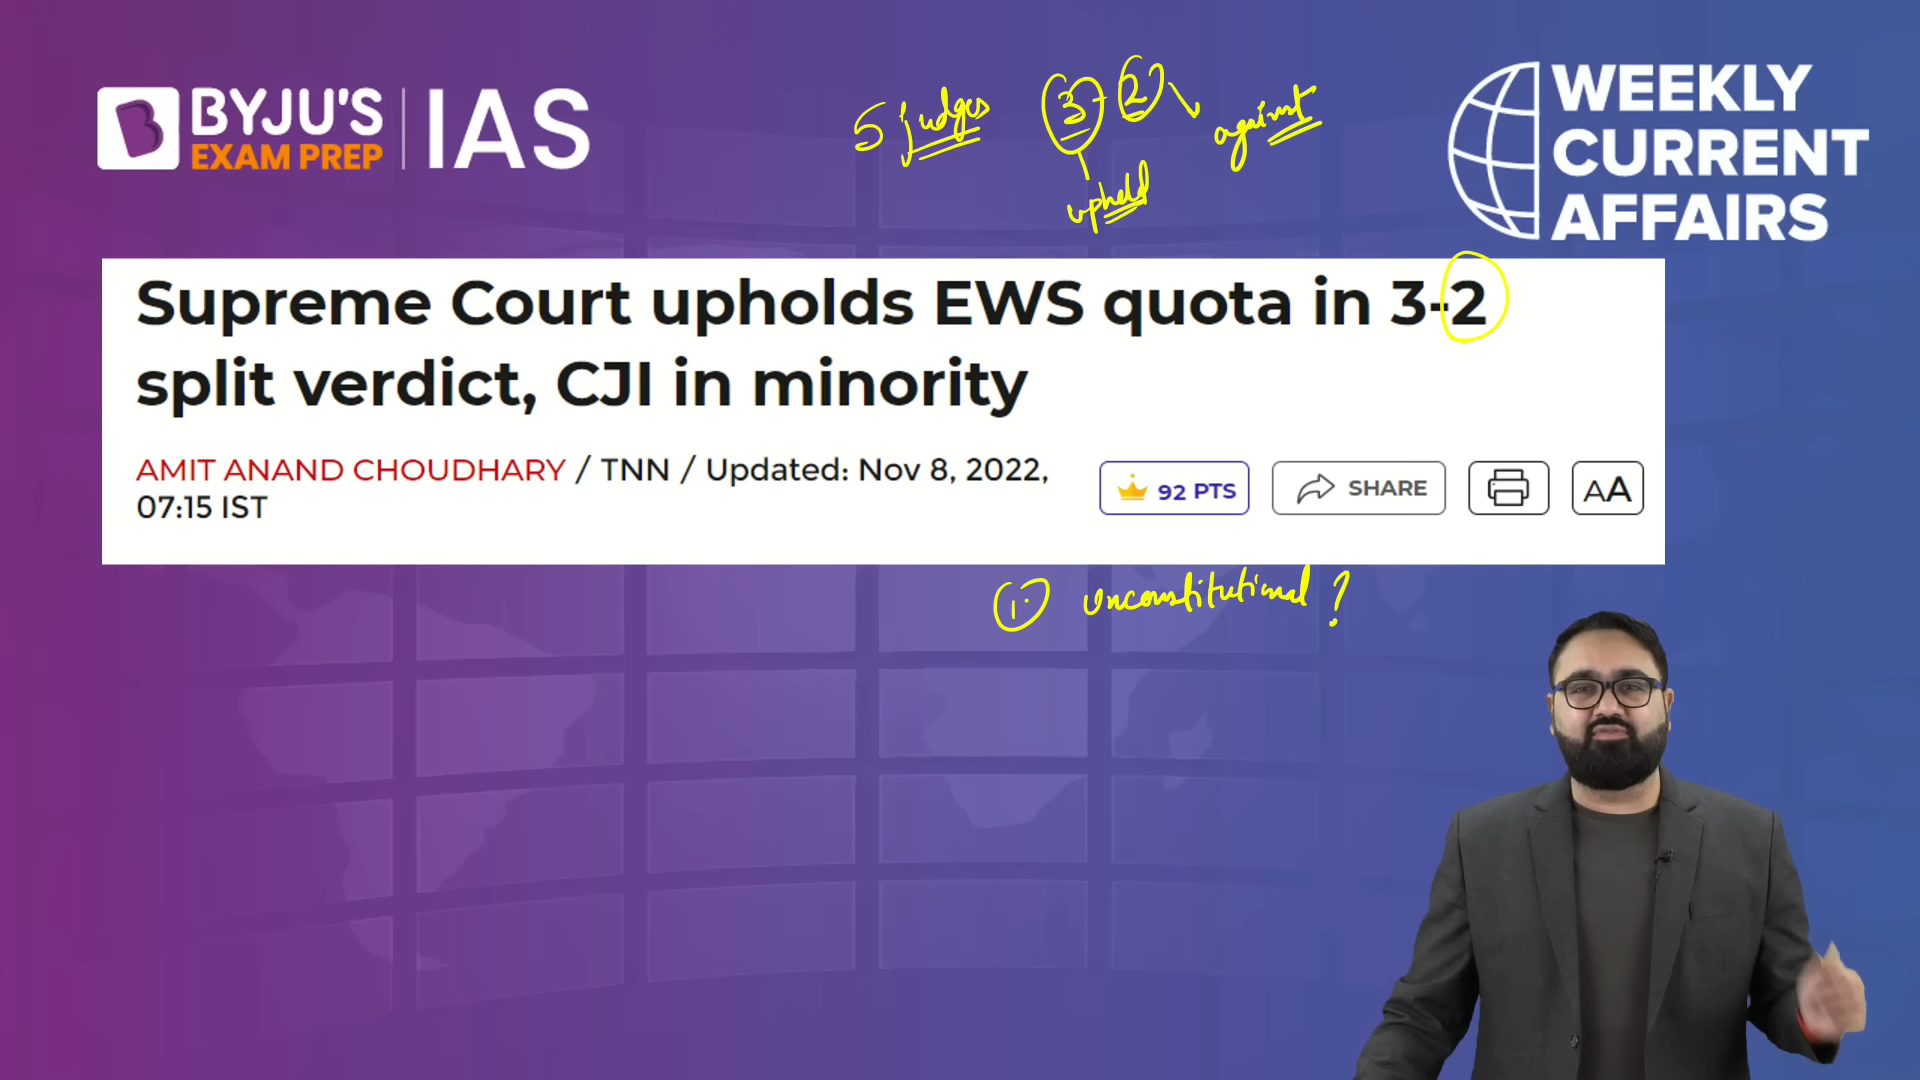 BYJU'S
EXAM PREP
IAS
5 judges 3-2 against
upheld
WEEKLY
CURRENT
AFFAIRS
Supreme Court upholds EWS quota in 3-2
split verdict, CJI in minority
AMIT ANAND CHOUDHARY / TNN / Updated: Nov 8, 2022,
07:15 IST
92 PTS
SHARE
AA
1. Unconstitutional ?